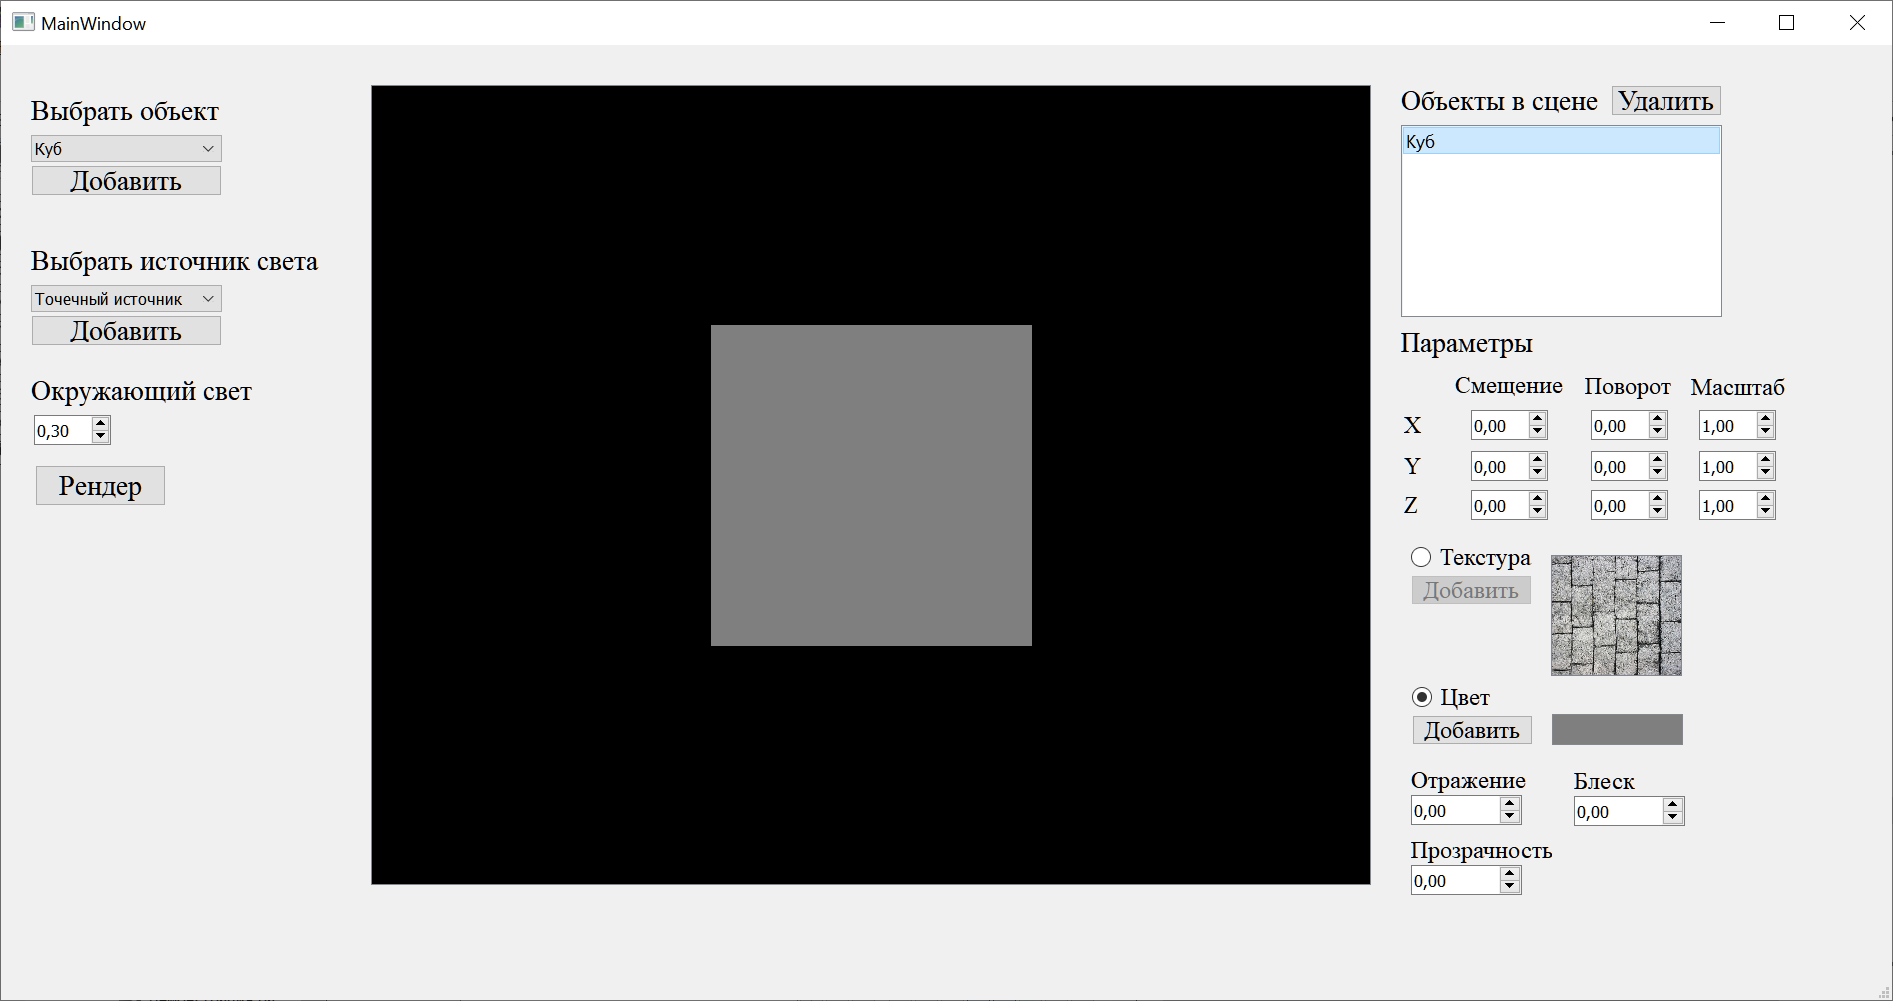 MainWindow
Выбрать объект
Куб
Добавить
Выбрать источник света
Точечный источник
Добавить
Окружающий свет
0,30
Рендер
Объекты в сцене Удалить
Куб
Параметры
Смещение Поворот Масштаб
X 0,00 0,00 1,00
Y 0,00 0,00 1,00
Z 0,00 0,00 1,00
Текстура
Добавить
Цвет
Добавить
Отражение Блеск
0,00 0,00
Прозрачность
0,00